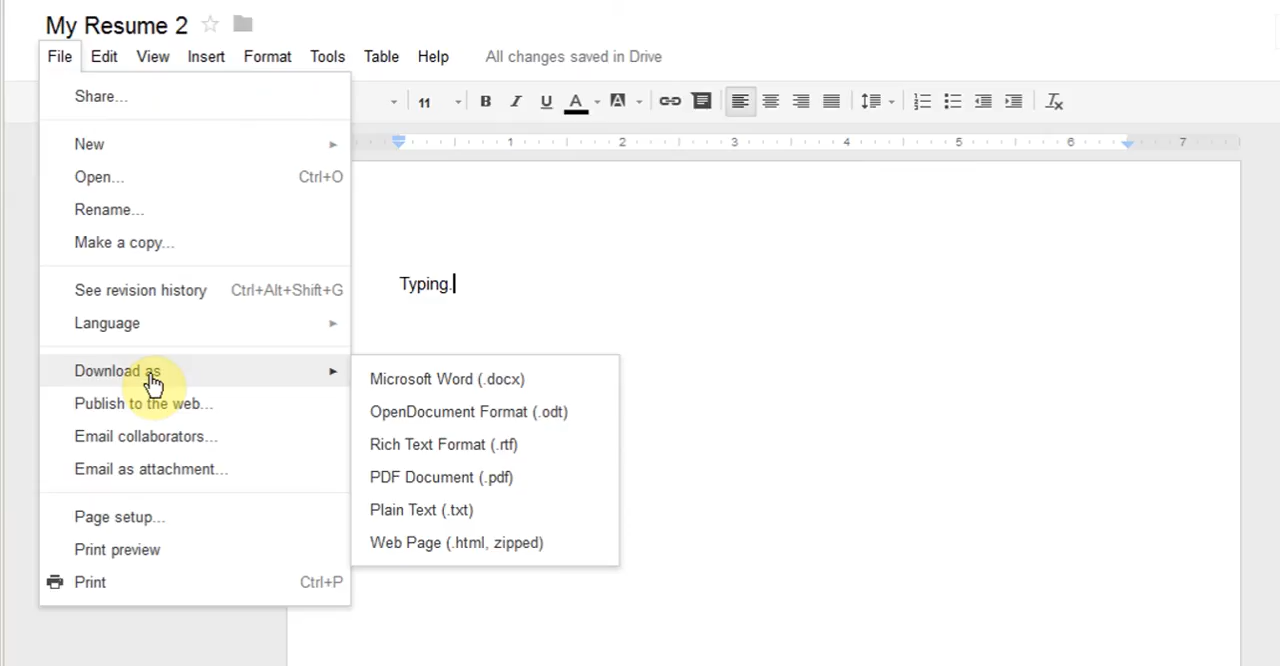 My Resume 2
File Edit View Insert Format Tools Table Help All changes saved in Drive
11 B I U A A
1 2 3 4 5 6 7
Share...
New
Open... Ctrl+O
Rename...
Make a copy...
See revision history Ctrl+Alt+Shift+G
Language
Download as
Publish to the web...
Email collaborators...
Email as attachment...
Page setup...
Print preview
Print Ctrl+P
Microsoft Word (.docx)
OpenDocument Format (.odt)
Rich Text Format (.rtf)
PDF Document (.pdf)
Plain Text (.txt)
Web Page (.html, zipped)
Typing.